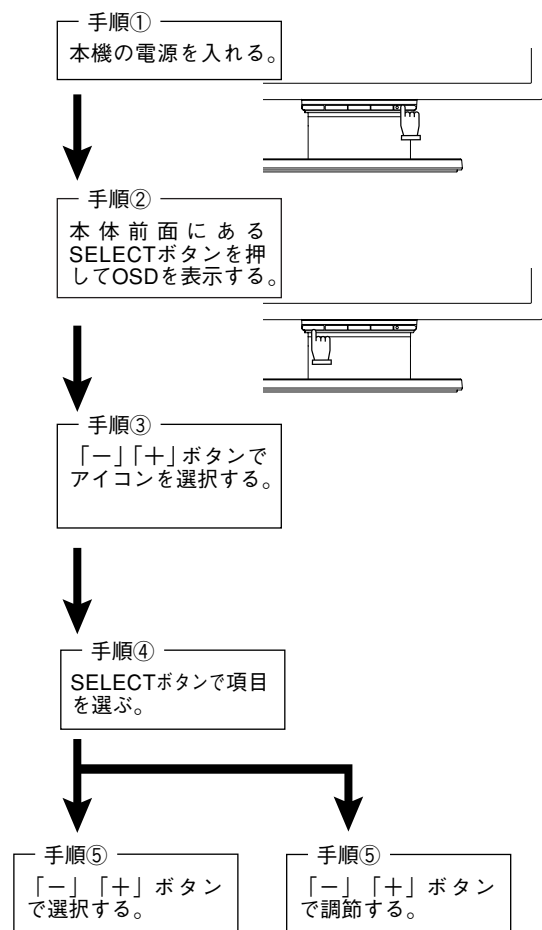 手順①
本機の電源を入れる。
手順②
本体前面にある
SELECTボタンを押
してOSDを表示する。
手順③
「－」「＋」ボタンで
アイコンを選択する。
手順④
SELECTボタンで項目
を選ぶ。
手順⑤
「－」「＋」ボタン
で選択する。
手順⑤
「－」「＋」ボタン
で調節する。